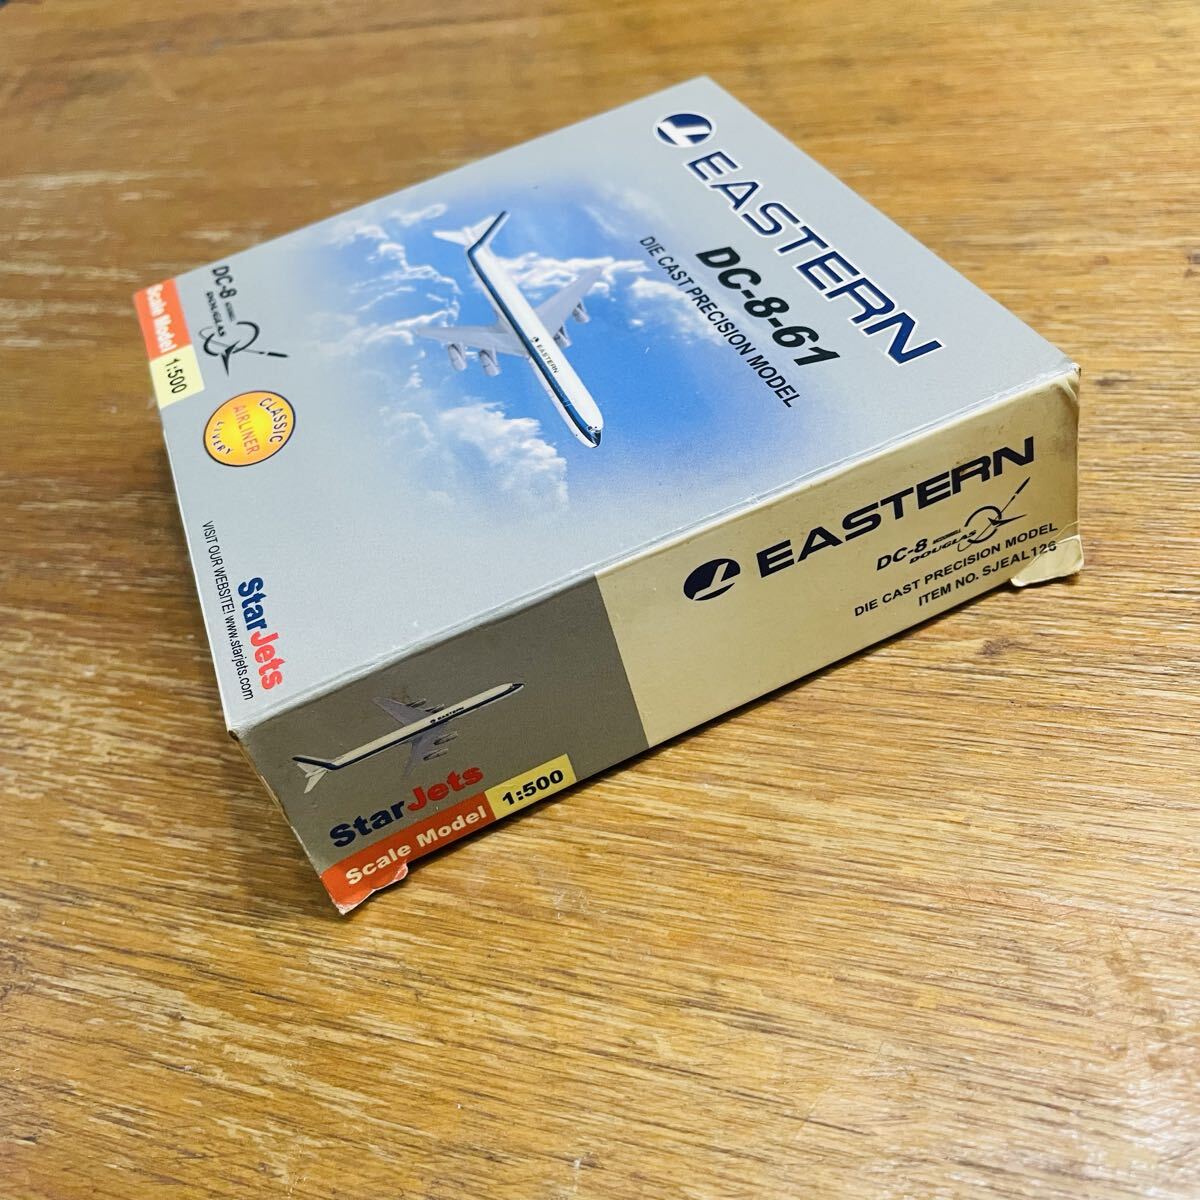 EASTERN
DC-8-61
DIE CAST PRECISION MODEL
EASTERN
DC-8
DOUGLAS
Scale Model 1:500
CLASSIC
AIRLINER
LIVERY
StarJets
VISIT OUR WEBSITE! www.starjets.com
EASTERN
DC-8
DOUGLAS
DIE CAST PRECISION MODEL
ITEM NO. SJEAL126
EASTERN
StarJets
Scale Model 1:500